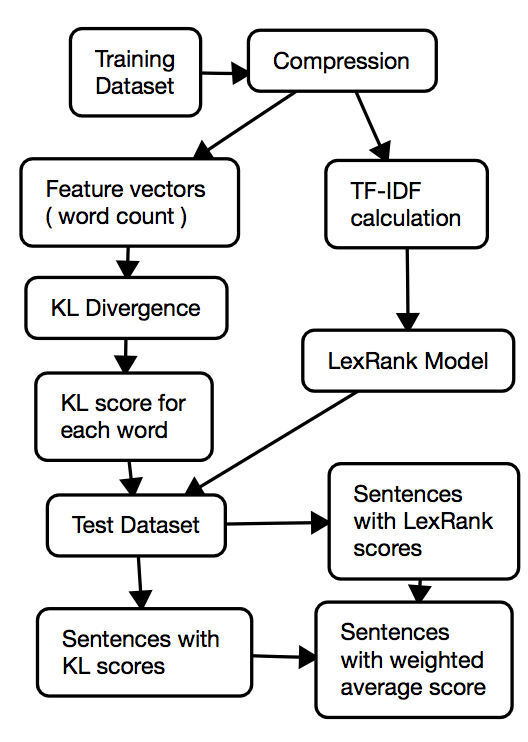 Training
Dataset
Compression
Feature vectors
( word count )
TF-IDF
calculation
KL Divergence
LexRank Model
KL score for
each word
Test Dataset
Sentences
with LexRank
scores
Sentences with
KL scores
Sentences
with weighted
average score